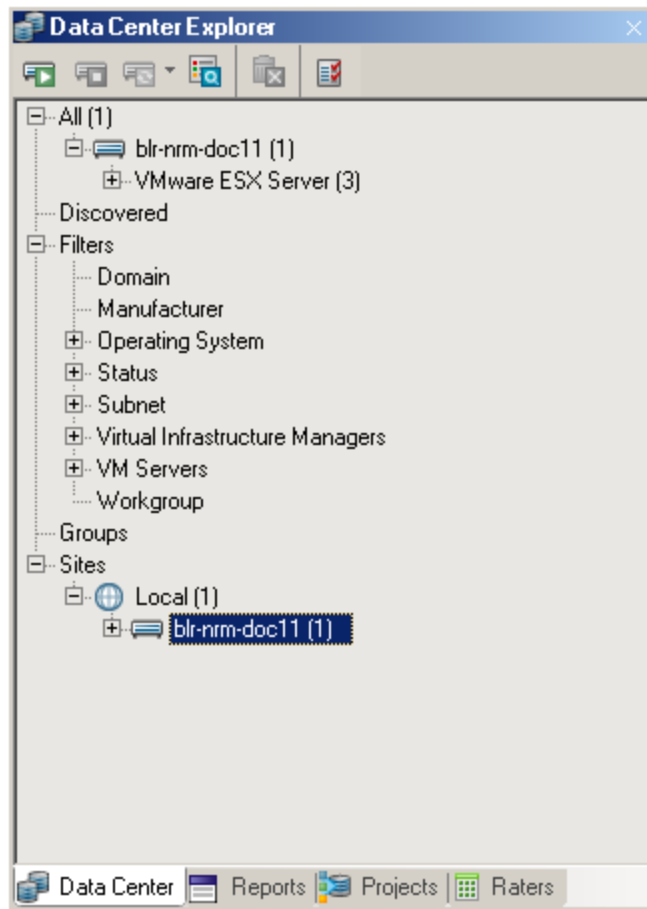 Data Center Explorer
All (1)
blr-nrm-doc11 (1)
VMware ESX Server (3)
Discovered
Filters
Domain
Manufacturer
Operating System
Status
Subnet
Virtual Infrastructure Managers
VM Servers
Workgroup
Groups
Sites
Local (1)
blr-nrm-doc11 (1)
Data Center Reports Projects Raters